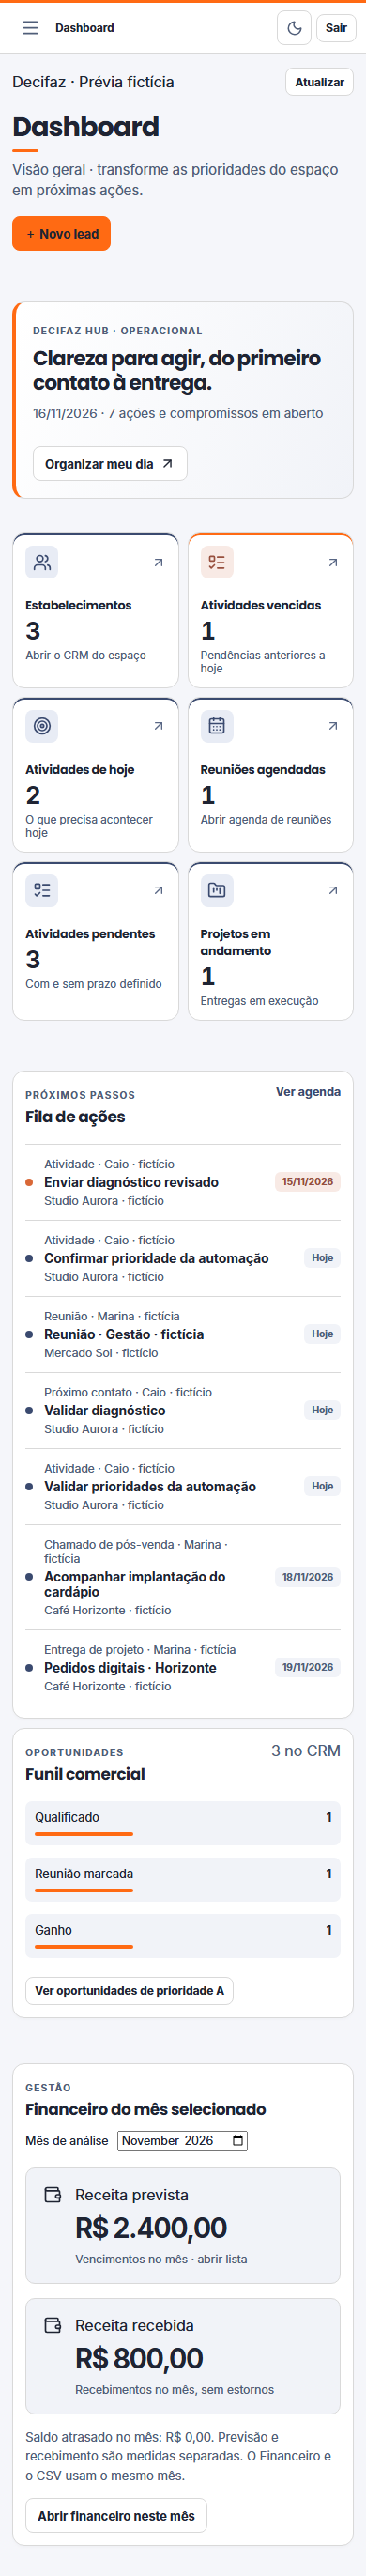 Dashboard
Sair
Decifaz · Prévia fictícia
Atualizar
Dashboard
Visão geral · transforme as prioridades do espaço
em próximas ações.
+ Novo lead
DECIFAZ HUB · OPERACIONAL
Clareza para agir, do primeiro
contato à entrega.
16/11/2026 · 7 ações e compromissos em aberto
Organizar meu dia
Estabelecimentos
3
Abrir o CRM do espaço
Atividades vencidas
1
Pendências anteriores a
hoje
Atividades de hoje
2
O que precisa acontecer
hoje
Reuniões agendadas
1
Abrir agenda de reuniões
Atividades pendentes
3
Com e sem prazo definido
Projetos em
andamento
1
Entregas em execução
PRÓXIMOS PASSOS
Ver agenda
Fila de ações
Atividade · Caio · fictício
Enviar diagnóstico revisado
15/11/2026
Studio Aurora · fictício
Atividade · Caio · fictício
Confirmar prioridade da automação
Hoje
Studio Aurora · fictício
Reunião · Marina · fictícia
Reunião · Gestão · fictícia
Hoje
Mercado Sol · fictício
Próximo contato · Caio · fictício
Validar diagnóstico
Hoje
Studio Aurora · fictício
Atividade · Caio · fictício
Validar prioridades da automação
Hoje
Studio Aurora · fictício
Chamado de pós-venda · Marina ·
fictícia
Acompanhar implantação do
cardápio
18/11/2026
Café Horizonte · fictício
Entrega de projeto · Marina · fictícia
Pedidos digitais · Horizonte
19/11/2026
Café Horizonte · fictício
OPORTUNIDADES
3 no CRM
Funil comercial
Qualificado 1
Reunião marcada 1
Ganho 1
Ver oportunidades de prioridade A
GESTÃO
Financeiro do mês selecionado
Mês de análise November 2026
Receita prevista
R$ 2.400,00
Vencimentos no mês · abrir lista
Receita recebida
R$ 800,00
Recebimentos no mês, sem estornos
Saldo atrasado no mês: R$ 0,00. Previsão e
recebimento são medidas separadas. O Financeiro e
o CSV usam o mesmo mês.
Abrir financeiro neste mês